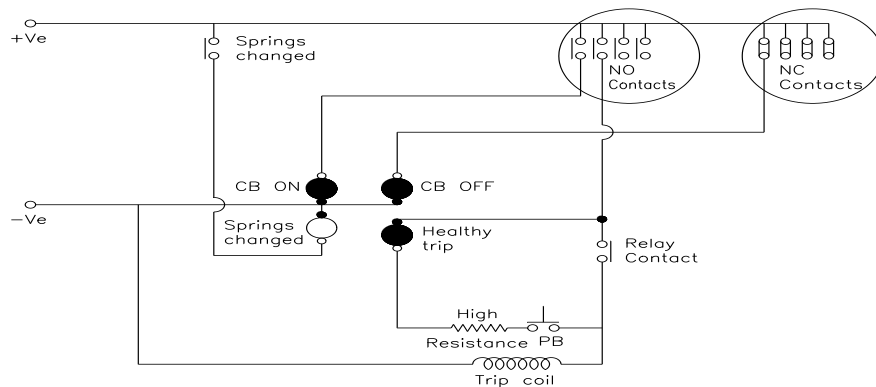 +Ve
Springs
changed
NO
Contacts
NC
Contacts
CB ON
CB OFF
-Ve
Springs
changed
Healthy
trip
Relay
Contact
High
Resistance PB
Trip coil